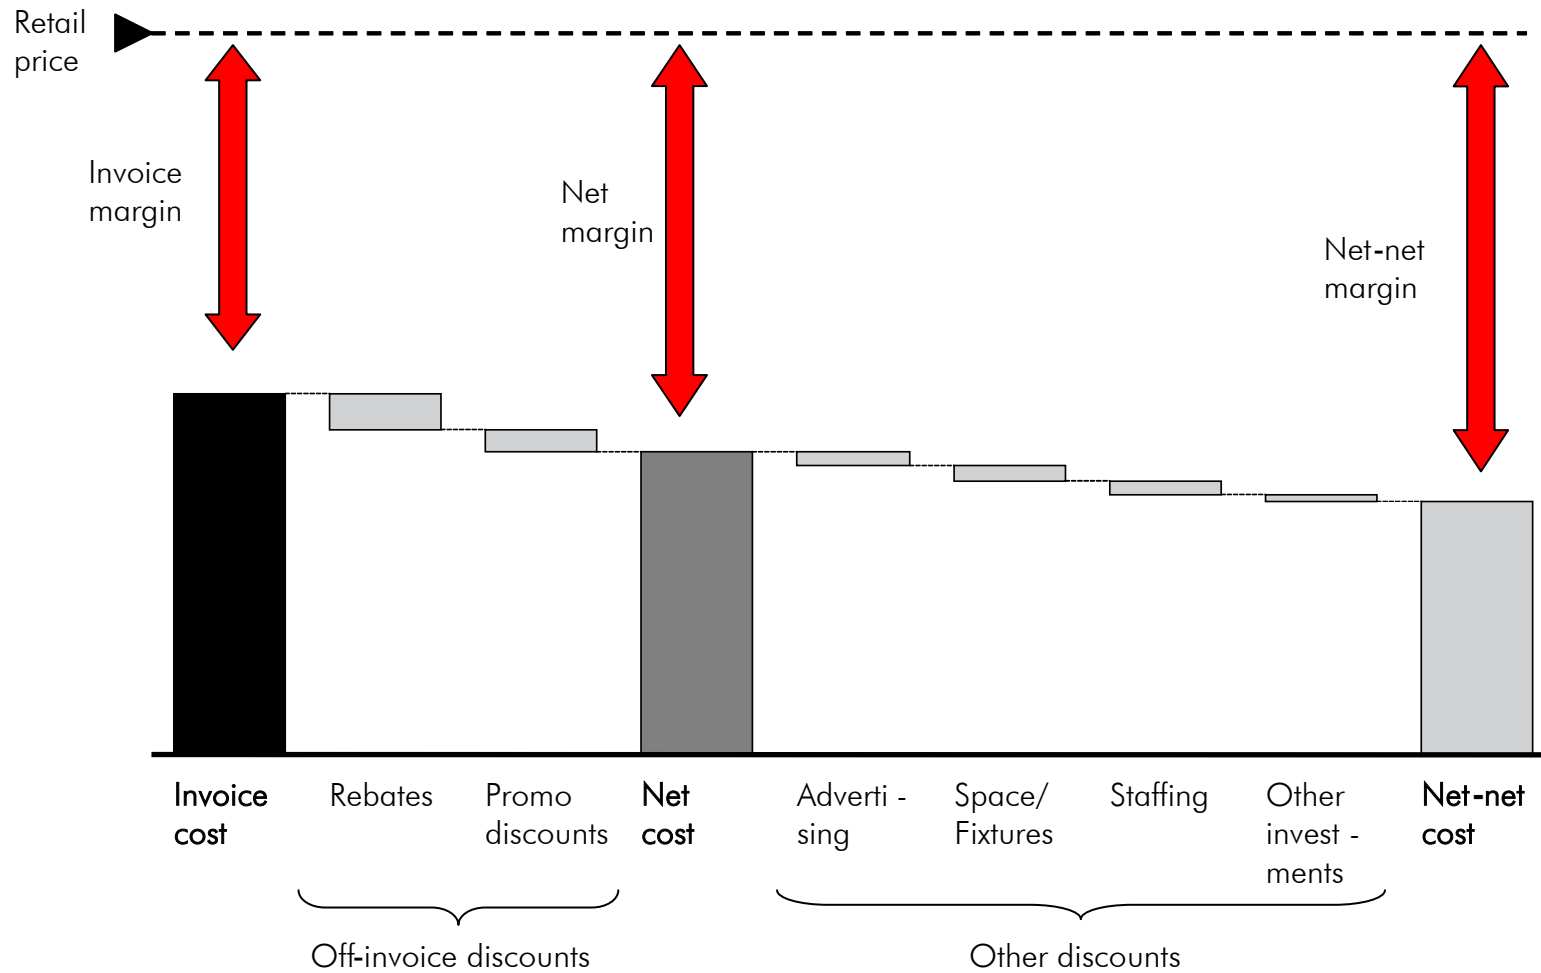 Retail
price
Invoice
margin
Net
margin
Net-net
margin
Invoice
cost
Rebates
Promo
discounts
Net
cost
Adverti -
sing
Space/
Fixtures
Staffing
Other
invest -
ments
Net-net
cost
Off-invoice discounts
Other discounts